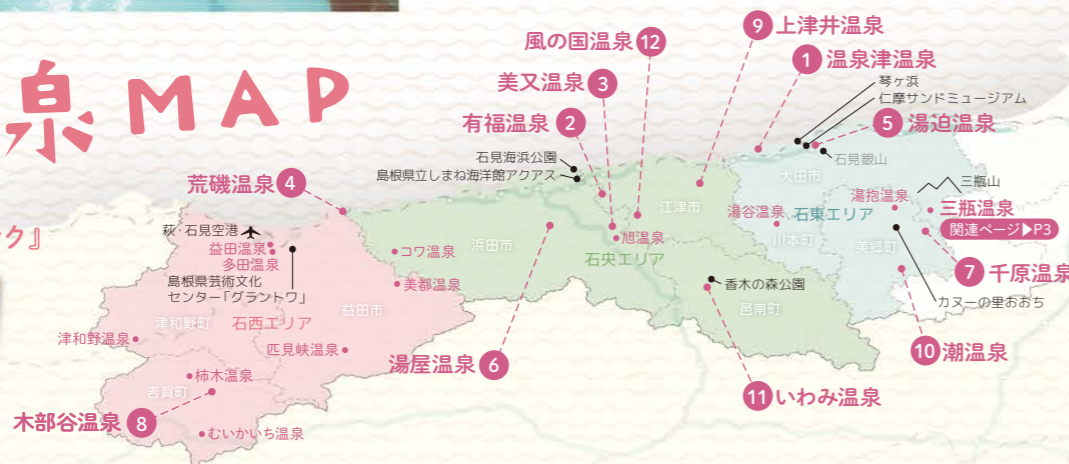 泉MAP
ク』
風の国温泉 12
9 上津井温泉
1 温泉津温泉
琴ヶ浜
仁摩サンドミュージアム
美又温泉 3
有福温泉 2
5 湯迫温泉
石見海浜公園
島根県立しまね海洋館アクアス
石見銀山
大田市
荒磯温泉 4
三瓶山
湯抱温泉
三瓶温泉
関連ページ▶P3
江津市
湯谷温泉
石東エリア
川本町
美郷町
萩・石見空港
益田温泉
多田温泉
コワ温泉
浜田市
旭温泉
石央エリア
7 千原温泉
島根県芸術文化
センター「グラントワ」
美都温泉
香木の森公園
カヌーの里おおち
邑南町
津和野町
石西エリア
益田市
津和野温泉
匹見峡温泉
湯屋温泉 6
10 潮温泉
柿木温泉
吉賀町
11 いわみ温泉
木部谷温泉 8
むいかいち温泉